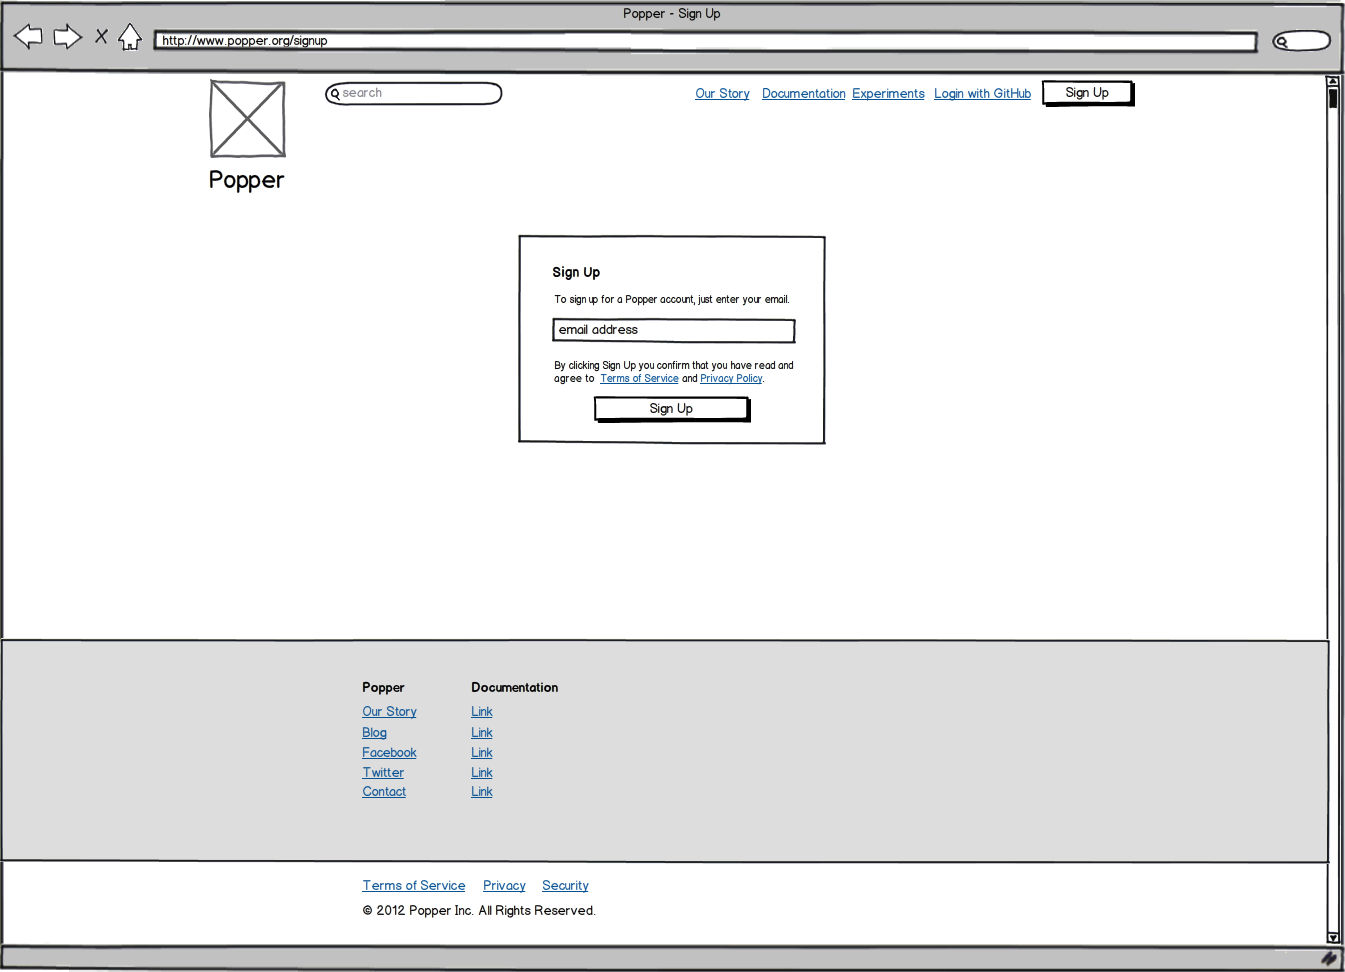 Popper - Sign Up
http://www.popper.org/signup
search
Our Story Documentation Experiments Login with GitHub Sign Up
Popper
Sign Up
To sign up for a Popper account, just enter your email.
email address
By clicking Sign Up you confirm that you have read and
agree to Terms of Service and Privacy Policy.
Sign Up
Popper Documentation
Our Story Link
Blog Link
Facebook Link
Twitter Link
Contact Link
Terms of Service Privacy Security
© 2012 Popper Inc. All Rights Reserved.